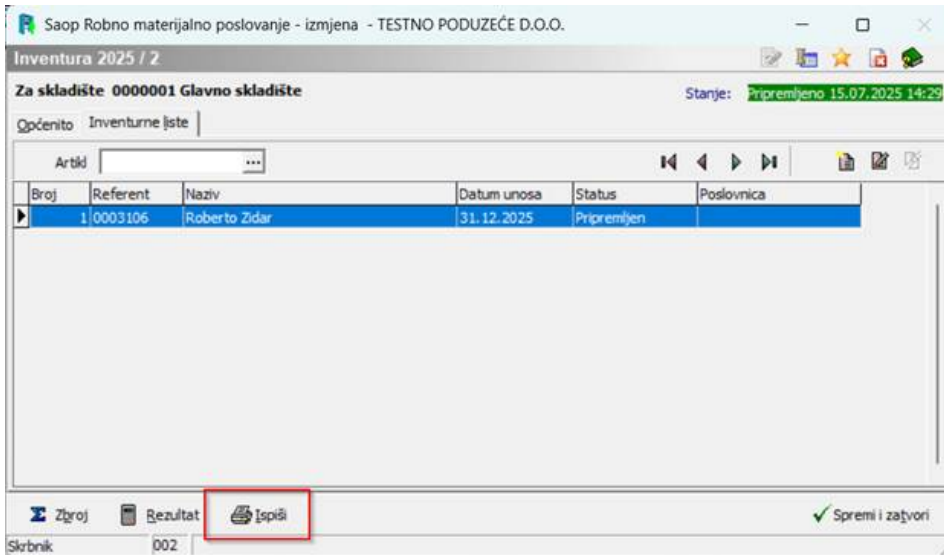 Saop Robno materijalno poslovanje - izmjena - TESTNO PODUZEĆE D.O.O.
Inventura 2025 / 2
Za skladište 0000001 Glavno skladište
Stanje: Pripremljeno 15.07.2025 14:29
Općenito Inventurne liste
Artikl ...
Broj Referent Naziv Datum unosa Status Poslovnica
1 0003106 Roberto Zidar 31.12.2025 Pripremljen
Σ Zbroj Rezultat Ispiši Spremi i zatvori
Skrbnik 002